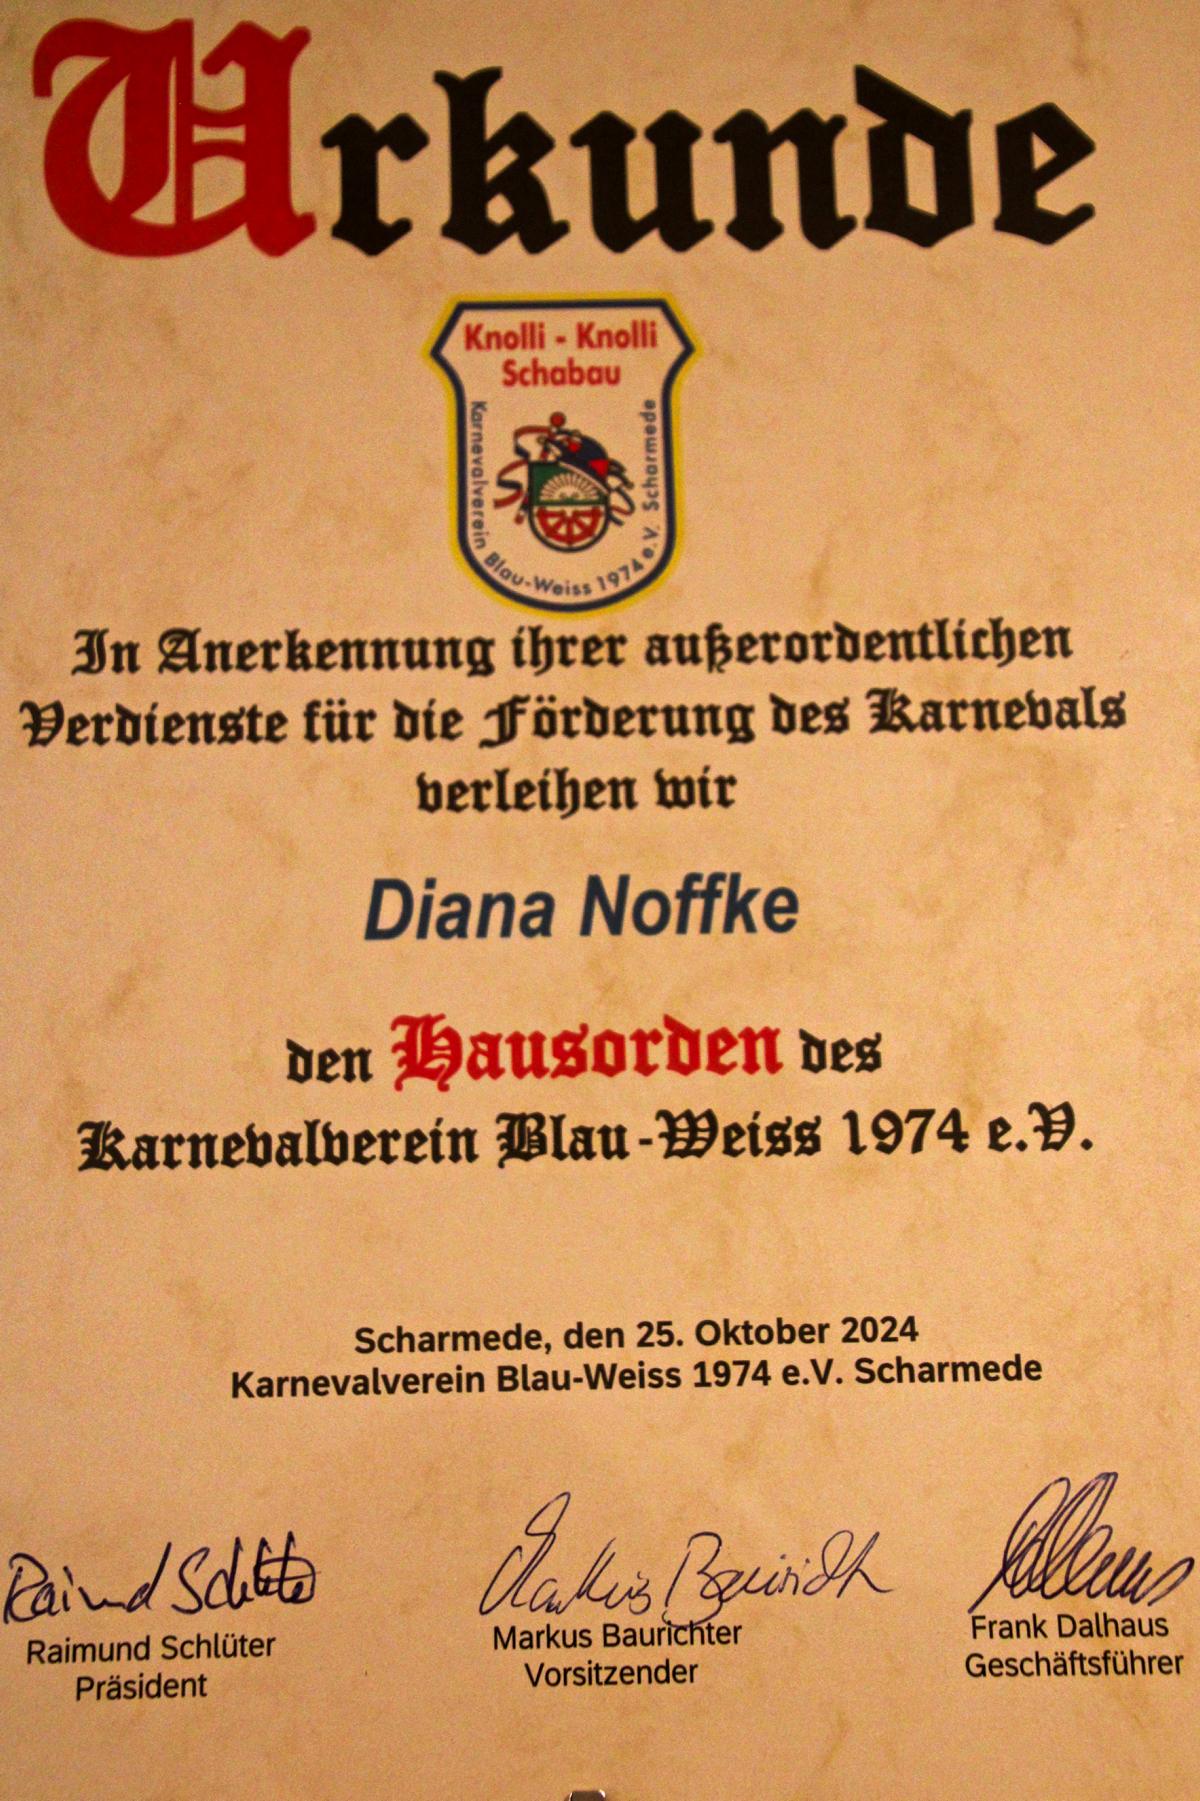 Urkunde
Knolli - Knolli
Schabau
Karnevalverein Blau-Weiss 1974 e.V. Scharmede
In Anerkennung ihrer außerordentlichen
Verdienste für die Förderung des Karnevals
verleihen wir
Diana Noffke
den Hausorden des
Karnevalverein Blau-Weiss 1974 e.V.
Scharmede, den 25. Oktober 2024
Karnevalverein Blau-Weiss 1974 e.V. Scharmede
Raimund Schlüter Markus Baurichter
Raimund Schlüter Markus Baurichter Frank Dalhaus
Präsident Vorsitzender Geschäftsführer